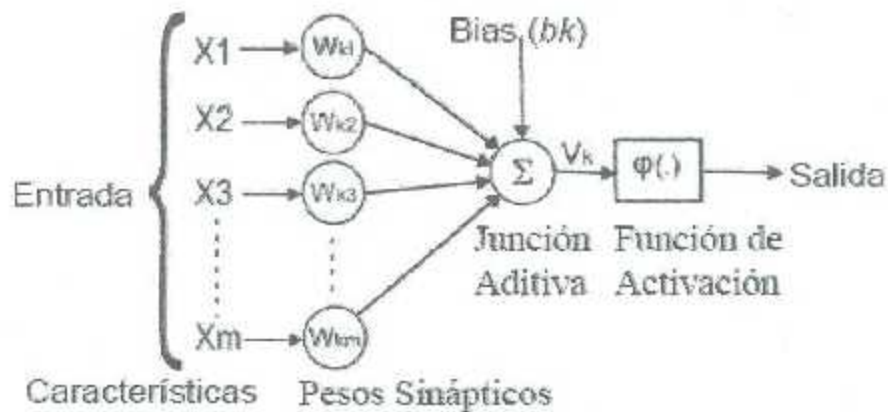 Bias (bk)
X1 Wk1
X2 Wk2
Entrada X3 Wk3 Σ Vk φ(.) Salida
Junción Aditiva
Función de Activación
Xm Wkm
Características
Pesos Sinápticos